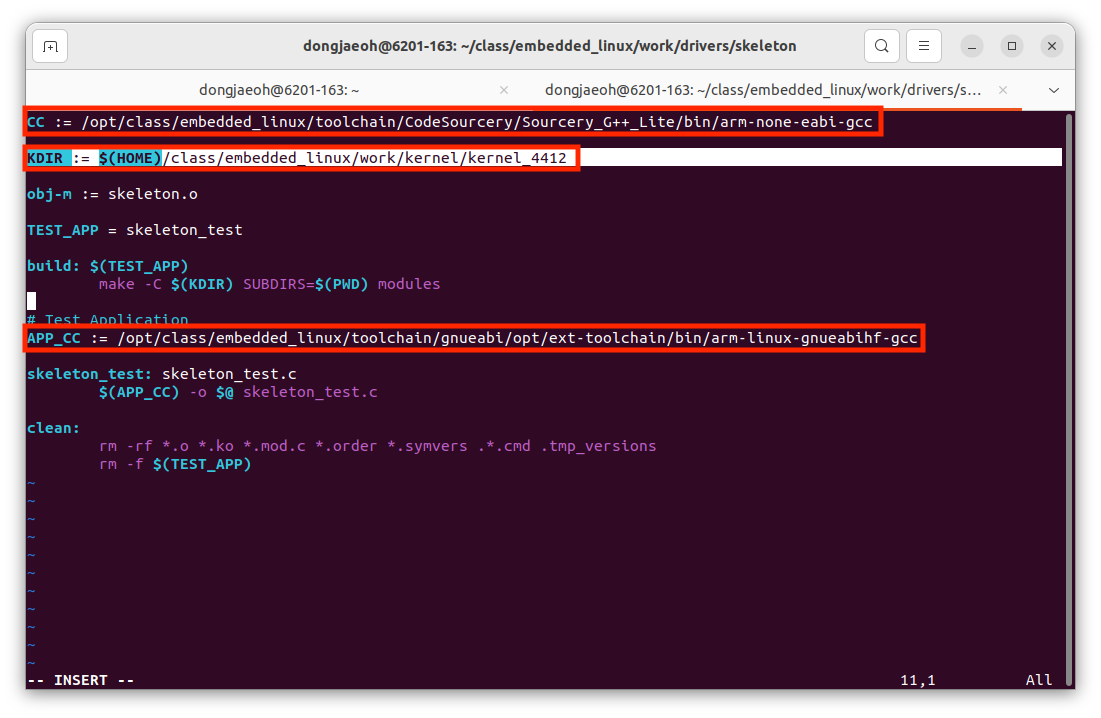 dongjaeoh@6201-163: ~/class/embedded_linux/work/drivers/skeleton
dongjaeoh@6201-163: ~
dongjaeoh@6201-163: ~/class/embedded_linux/work/drivers/s...
CC := /opt/class/embedded_linux/toolchain/CodeSourcery/Sourcery_G++_Lite/bin/arm-none-eabi-gcc
KDIR := $(HOME)/class/embedded_linux/work/kernel/kernel_4412
obj-m := skeleton.o
TEST_APP = skeleton_test
build: $(TEST_APP)
make -C $(KDIR) SUBDIRS=$(PWD) modules
# Test Application
APP_CC := /opt/class/embedded_linux/toolchain/gnueabi/opt/ext-toolchain/bin/arm-linux-gnueabihf-gcc
skeleton_test: skeleton_test.c
$(APP_CC) -o $@ skeleton_test.c
clean:
rm -rf *.o *.ko *.mod.c *.order *.symvers .*.cmd .tmp_versions
rm -f $(TEST_APP)
~
~
~
~
~
~
~
~
~
~
~
-- INSERT -- 11,1 All